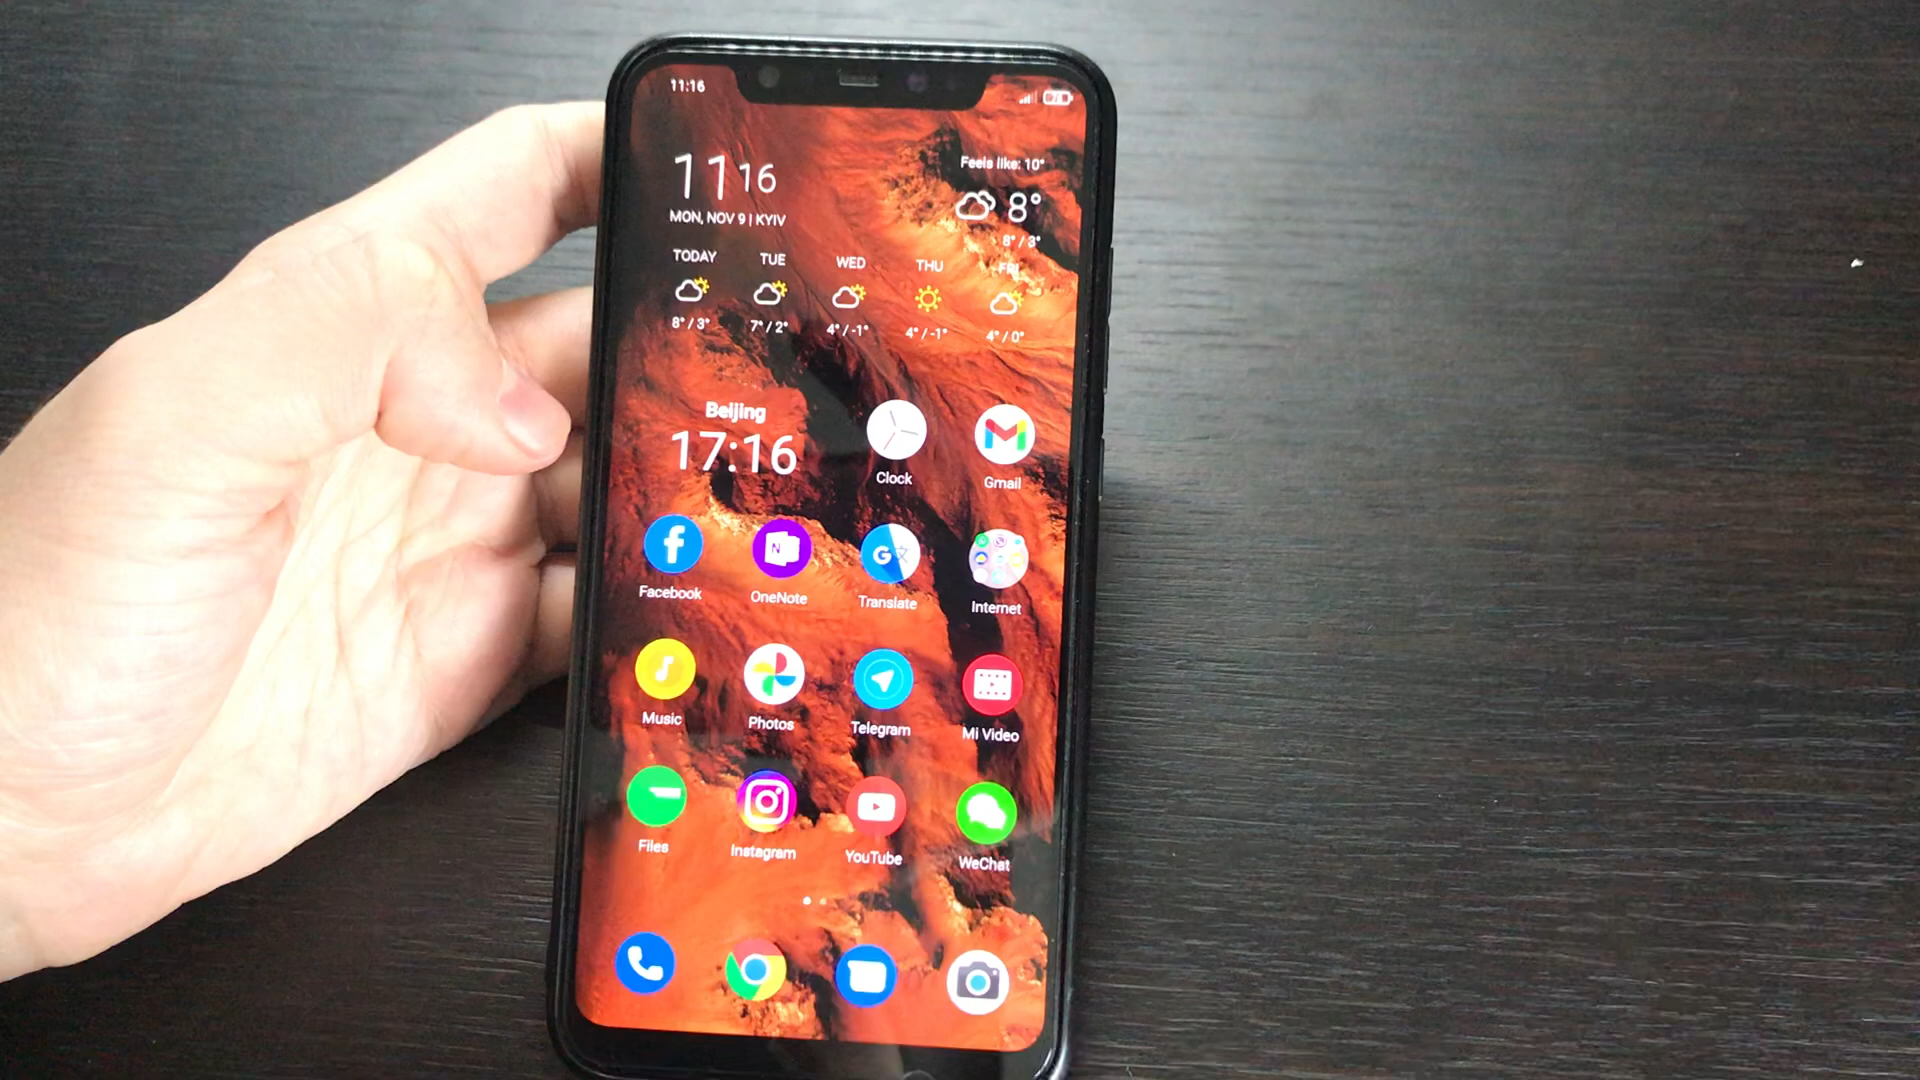 11:16
11 16
MON, NOV 9 | KYIV
Feels like: 10°
8°
8° / 3°
TODAY TUE WED THU FRI
8° / 3° 7° / 2° 4° / -1° 4° / -1° 4° / 0°
Beijing
17:16
Clock Gmail
Facebook OneNote Translate Internet
Music Photos Telegram Mi Video
Files Instagram YouTube WeChat